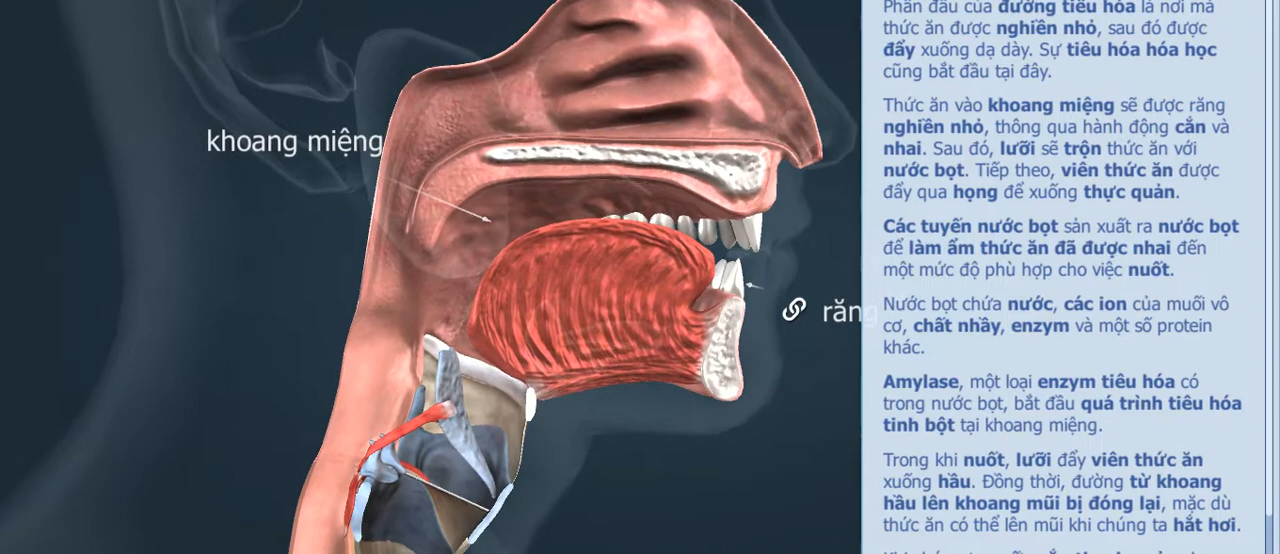 khoang miệng
răng
Phần đầu của đường tiêu hóa là nơi mà
thức ăn được nghiền nhỏ, sau đó được
đẩy xuống dạ dày. Sự tiêu hóa hóa học
cũng bắt đầu tại đây.
Thức ăn vào khoang miệng sẽ được răng
nghiền nhỏ, thông qua hành động cắn và
nhai. Sau đó, lưỡi sẽ trộn thức ăn với
nước bọt. Tiếp theo, viên thức ăn được
đẩy qua họng để xuống thực quản.
Các tuyến nước bọt sản xuất ra nước bọt
để làm ẩm thức ăn đã được nhai đến
một mức độ phù hợp cho việc nuốt.
Nước bọt chứa nước, các ion của muối vô
cơ, chất nhầy, enzym và một số protein
khác.
Amylase, một loại enzym tiêu hóa có
trong nước bọt, bắt đầu quá trình tiêu hóa
tinh bột tại khoang miệng.
Trong khi nuốt, lưỡi đẩy viên thức ăn
xuống hầu. Đồng thời, đường từ khoang
hầu lên khoang mũi bị đóng lại, mặc dù
thức ăn có thể lên mũi khi chúng ta hắt hơi.